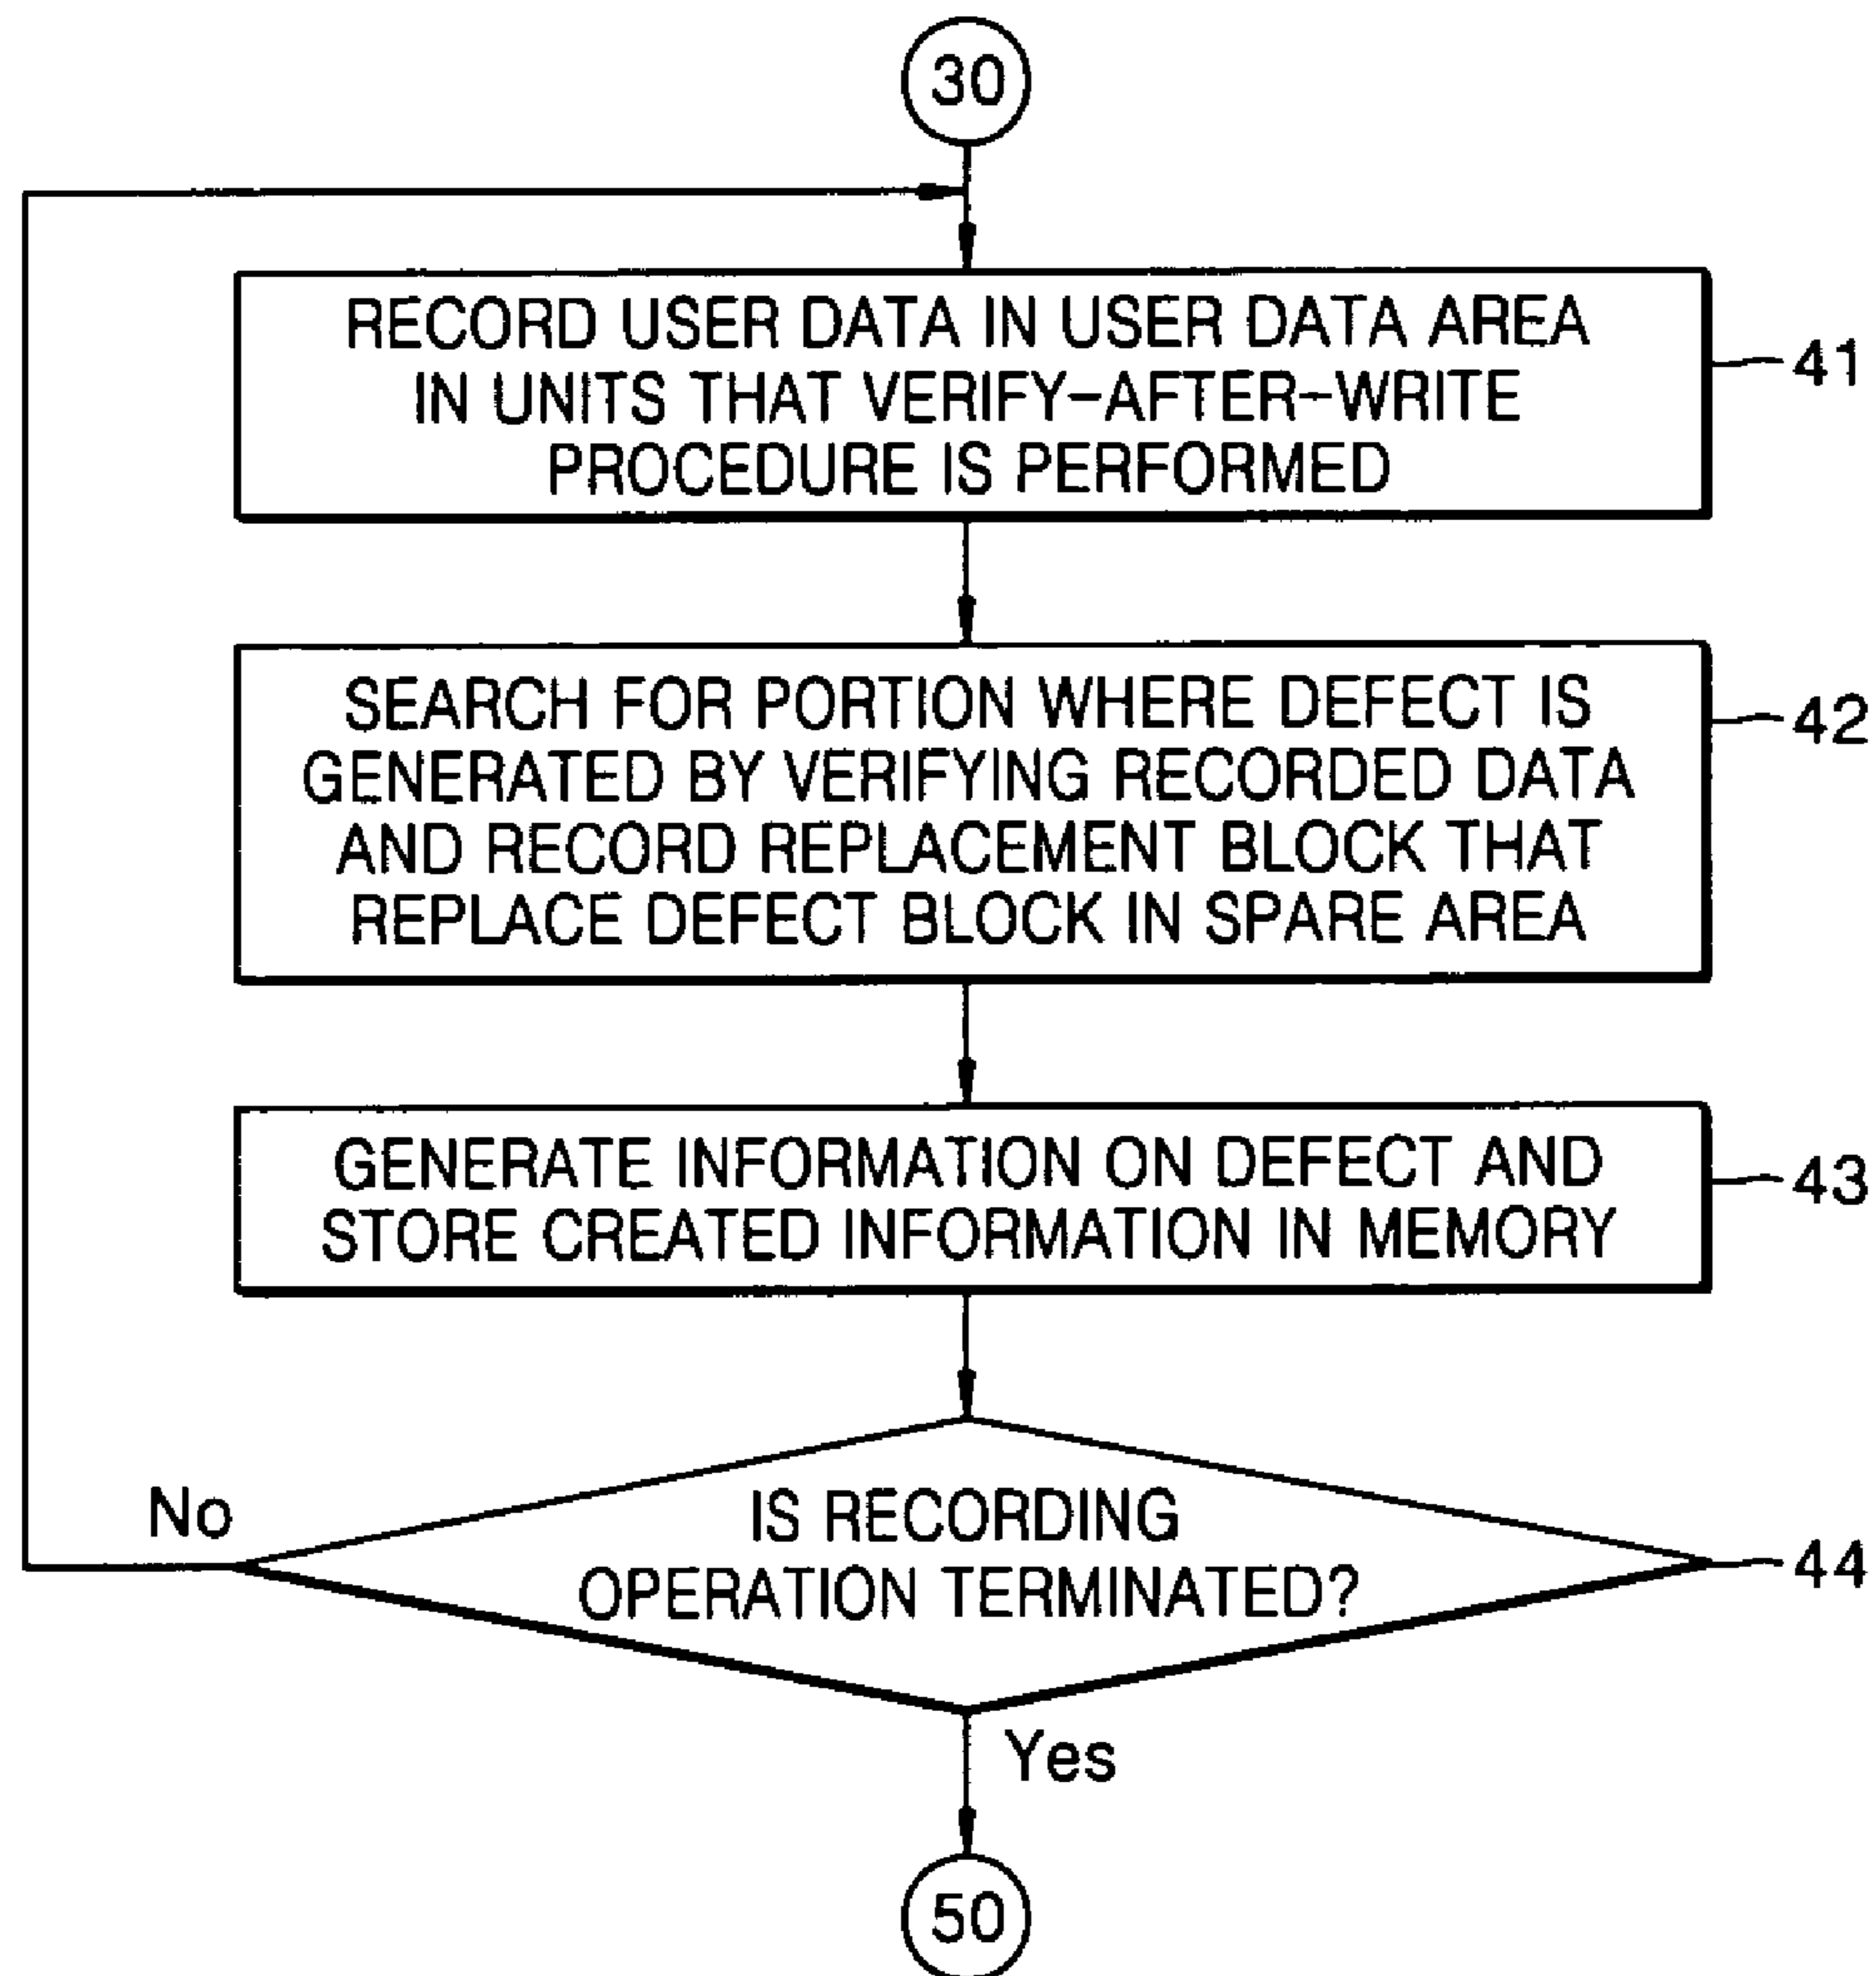 30
RECORD USER DATA IN USER DATA AREA
IN UNITS THAT VERIFY-AFTER-WRITE
PROCEDURE IS PERFORMED
41
SEARCH FOR PORTION WHERE DEFECT IS
GENERATED BY VERIFYING RECORDED DATA
AND RECORD REPLACEMENT BLOCK THAT
REPLACE DEFECT BLOCK IN SPARE AREA
42
GENERATE INFORMATION ON DEFECT AND
STORE CREATED INFORMATION IN MEMORY
43
No
IS RECORDING
OPERATION TERMINATED?
44
Yes
50